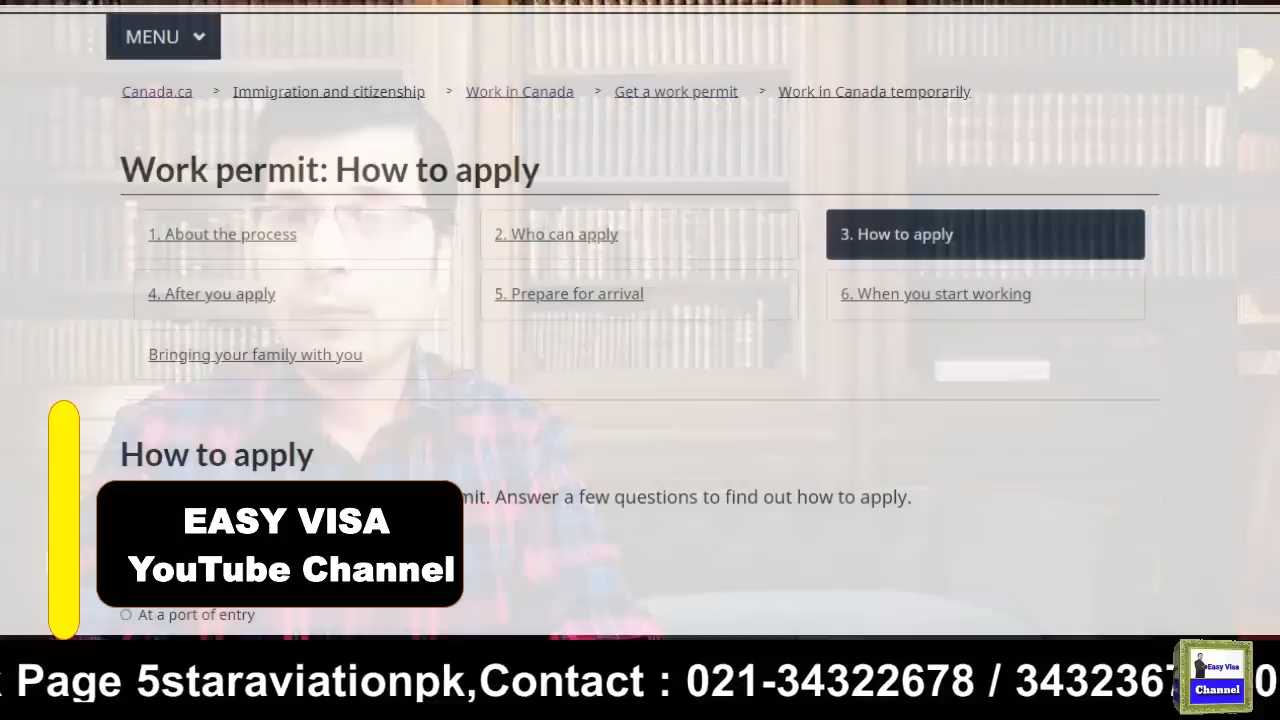 MENU
Canada.ca > Immigration and citizenship > Work in Canada > Get a work permit > Work in Canada temporarily
Work permit: How to apply
1. About the process
2. Who can apply
3. How to apply
4. After you apply
5. Prepare for arrival
6. When you start working
Bringing your family with you
How to apply
Answer a few questions to find out how to apply.
EASY VISA
YouTube Channel
At a port of entry
Page 5staraviationpk,Contact : 021-34322678 / 343236
Easy Visa
Channel